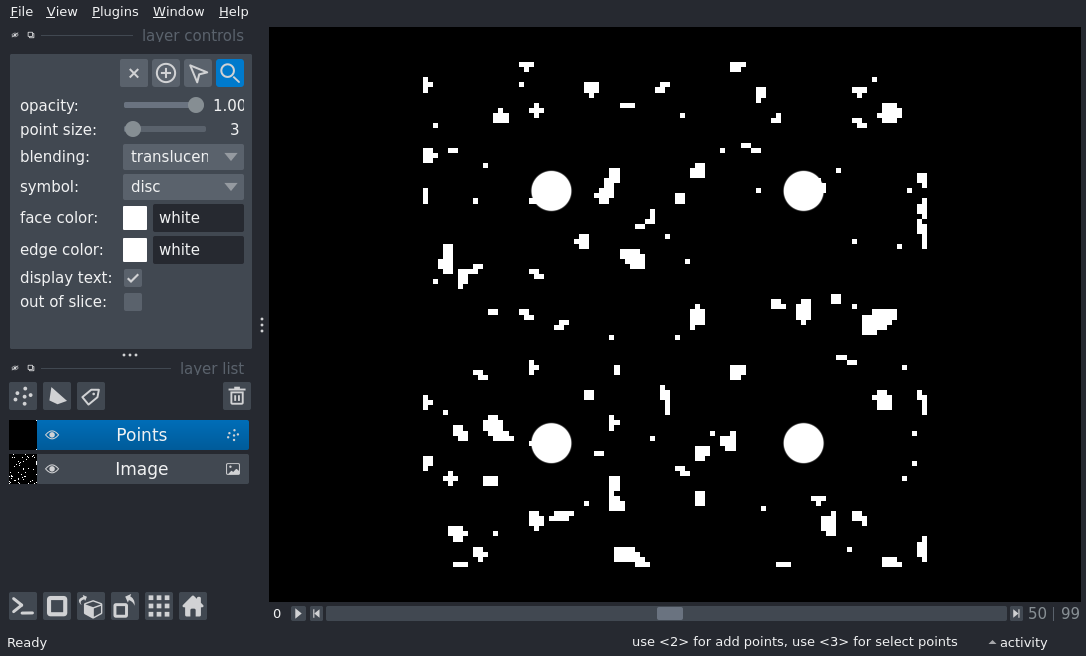 File View Plugins Window Help
layer controls
opacity: 1.00
point size: 3
blending: translucen
symbol: disc
face color: white
edge color: white
display text:
out of slice:
layer list
Points
Image
0 50 | 99
Ready use <2> for add points, use <3> for select points activity